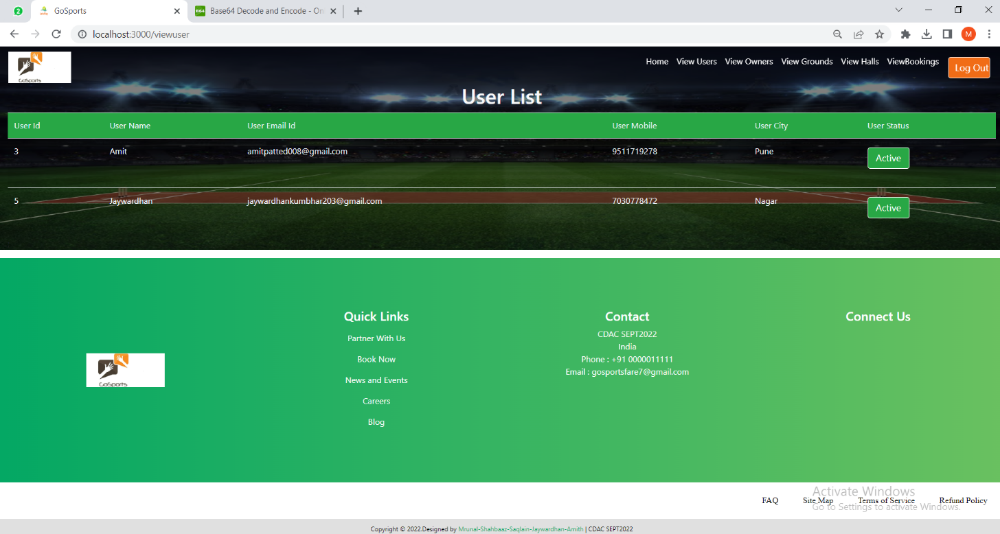 2
GoSports
B64
Base64 Decode and Encode - On
localhost:3000/viewuser
M
GoSports
Home View Users View Owners View Grounds View Halls ViewBookings Log Out
User List
User Id User Name User Email Id User Mobile User City User Status
3 Amit amitpatted008@gmail.com 9511719278 Pune Active
5 Jaywardhan jaywardhankumbhar203@gmail.com 7030778472 Nagar Active
GoSports
Quick Links
Partner With Us
Book Now
News and Events
Careers
Blog
Contact
CDAC SEPT2022
India
Phone : +91 0000011111
Email : gosportsfare7@gmail.com
Connect Us
Activate Windows
Go to Settings to activate Windows.
FAQ Site Map Terms of Service Refund Policy
Copyright © 2022.Designed by Mrunal-Shahbaaz-Saqlain-Jaywardhan-Amith | CDAC SEPT2022